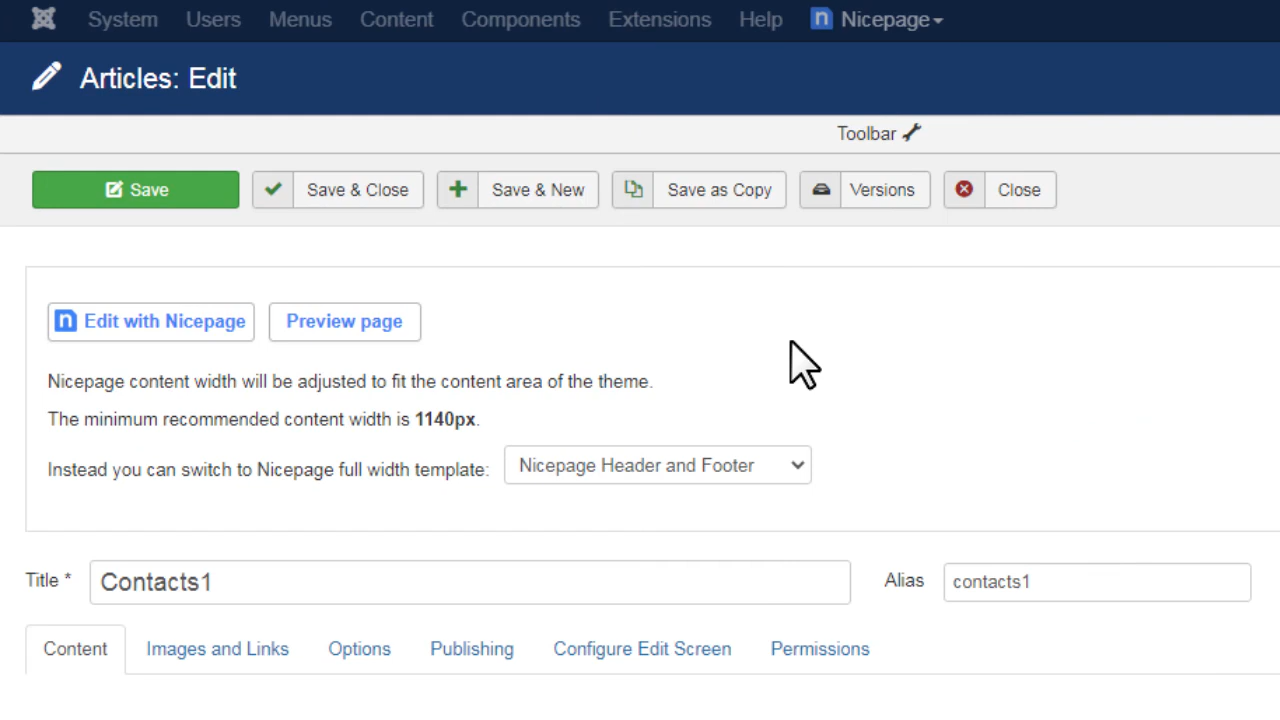 System Users Menus Content Components Extensions Help n Nicepage
Articles: Edit
Toolbar
Save Save & Close Save & New Save as Copy Versions Close
n Edit with Nicepage Preview page
Nicepage content width will be adjusted to fit the content area of the theme.
The minimum recommended content width is 1140px.
Instead you can switch to Nicepage full width template: Nicepage Header and Footer
Title * Contacts1 Alias contacts1
Content Images and Links Options Publishing Configure Edit Screen Permissions